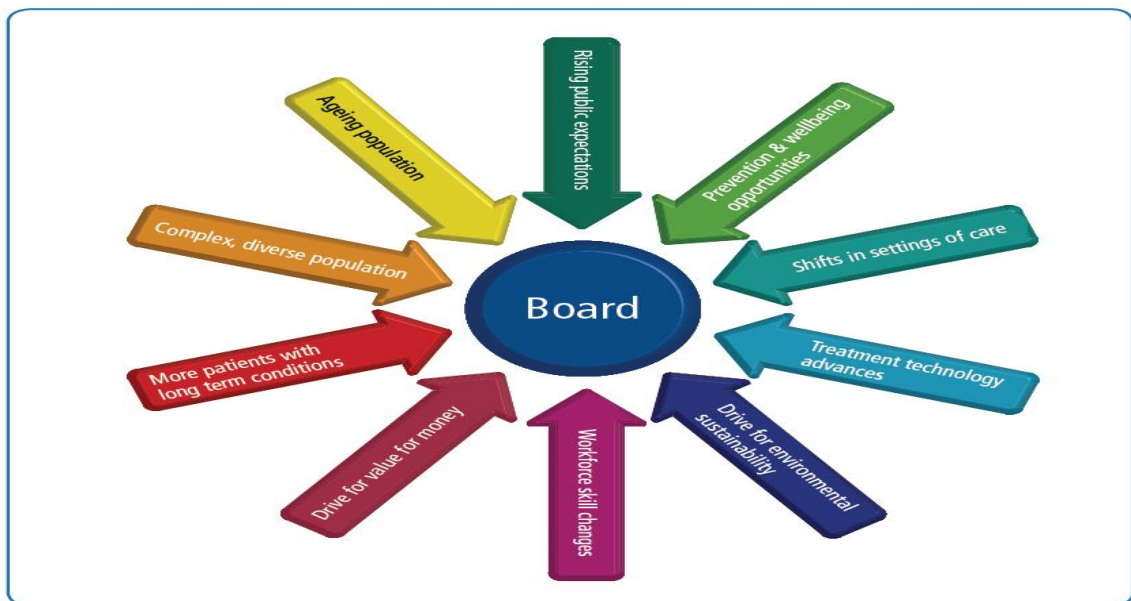 Rising public expectations
Prevention & wellbeing
opportunities
Shifts in settings of care
Treatment technology
advances
Drive for environmental
sustainability
Workforce skill changes
Drive for value for money
More patients with
long term conditions
Complex, diverse population
Ageing population
Board